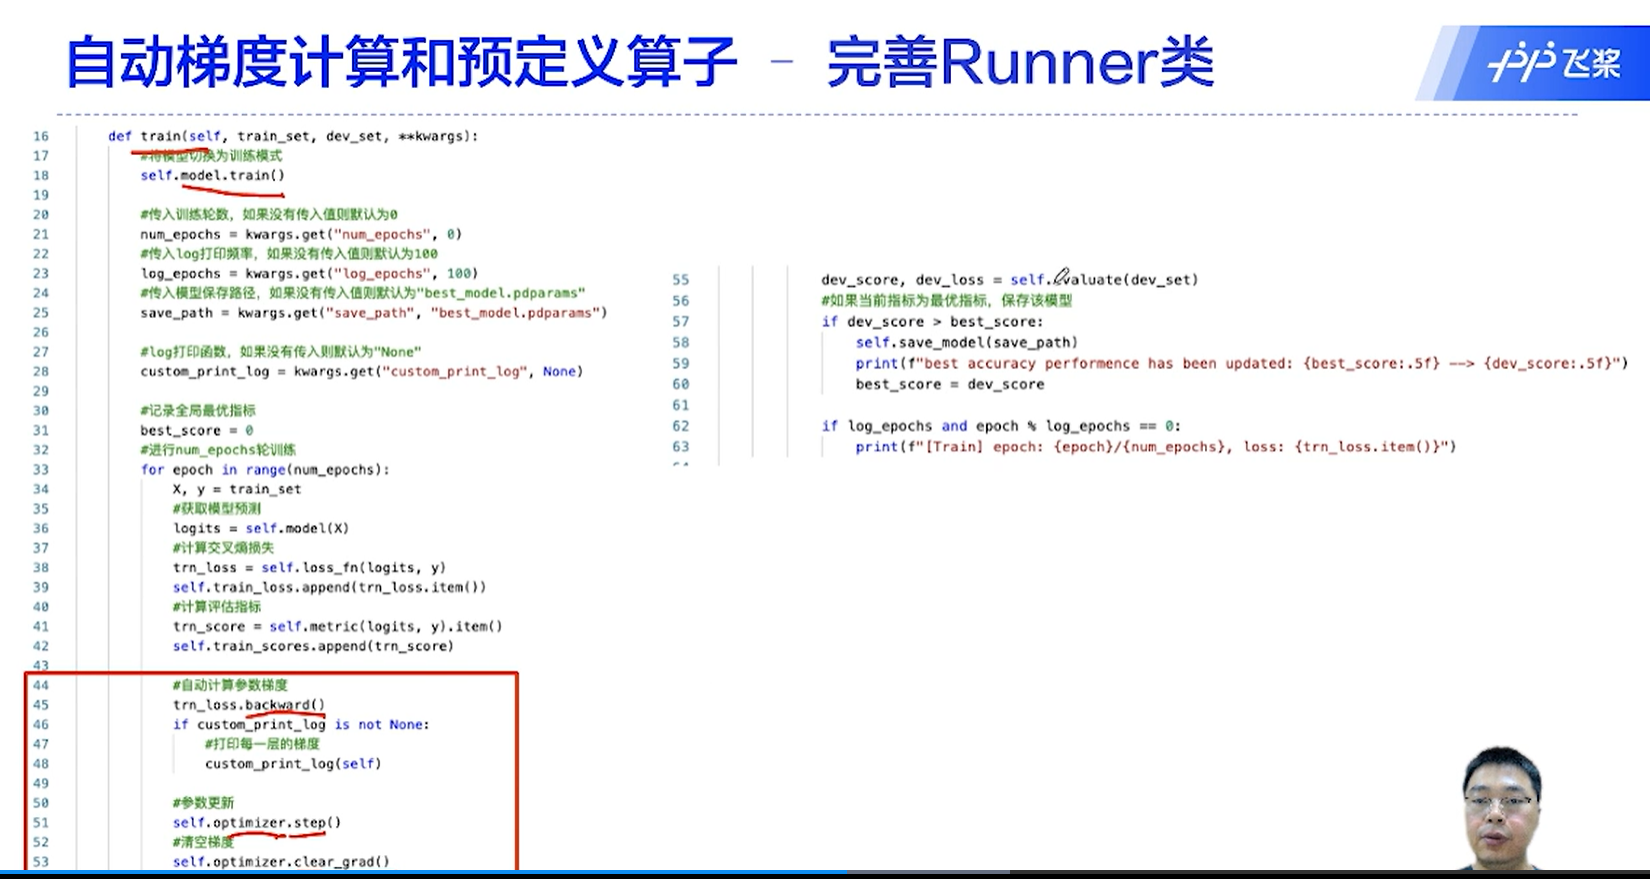 自动梯度计算和预定义算子 - 完善Runner类
飞桨
16 def train(self, train_set, dev_set, **kwargs):
17 #将模型切换为训练模式
18 self.model.train()
19
20 #传入训练轮数，如果没有传入值则默认为0
21 num_epochs = kwargs.get("num_epochs", 0)
22 #传入log打印频率，如果没有传入值则默认为100
23 log_epochs = kwargs.get("log_epochs", 100)
24 #传入模型保存路径，如果没有传入值则默认为"best_model.pdparams"
25 save_path = kwargs.get("save_path", "best_model.pdparams")
26
27 #log打印函数，如果没有传入则默认为"None"
28 custom_print_log = kwargs.get("custom_print_log", None)
29
30 #记录全局最优指标
31 best_score = 0
32 #进行num_epochs轮训练
33 for epoch in range(num_epochs):
34 X, y = train_set
35 #获取模型预测
36 logits = self.model(X)
37 #计算交叉熵损失
38 trn_loss = self.loss_fn(logits, y)
39 self.train_loss.append(trn_loss.item())
40 #计算评估指标
41 trn_score = self.metric(logits, y).item()
42 self.train_scores.append(trn_score)
43
44 #自动计算参数梯度
45 trn_loss.backward()
46 if custom_print_log is not None:
47 #打印每一层的梯度
48 custom_print_log(self)
49
50 #参数更新
51 self.optimizer.step()
52 #清空梯度
53 self.optimizer.clear_grad()
55 dev_score, dev_loss = self.evaluate(dev_set)
56 #如果当前指标为最优指标，保存该模型
57 if dev_score > best_score:
58 self.save_model(save_path)
59 print(f"best accuracy performence has been updated: {best_score:.5f} --> {dev_score:.5f}")
60 best_score = dev_score
61
62 if log_epochs and epoch % log_epochs == 0:
63 print(f"[Train] epoch: {epoch}/{num_epochs}, loss: {trn_loss.item()}")